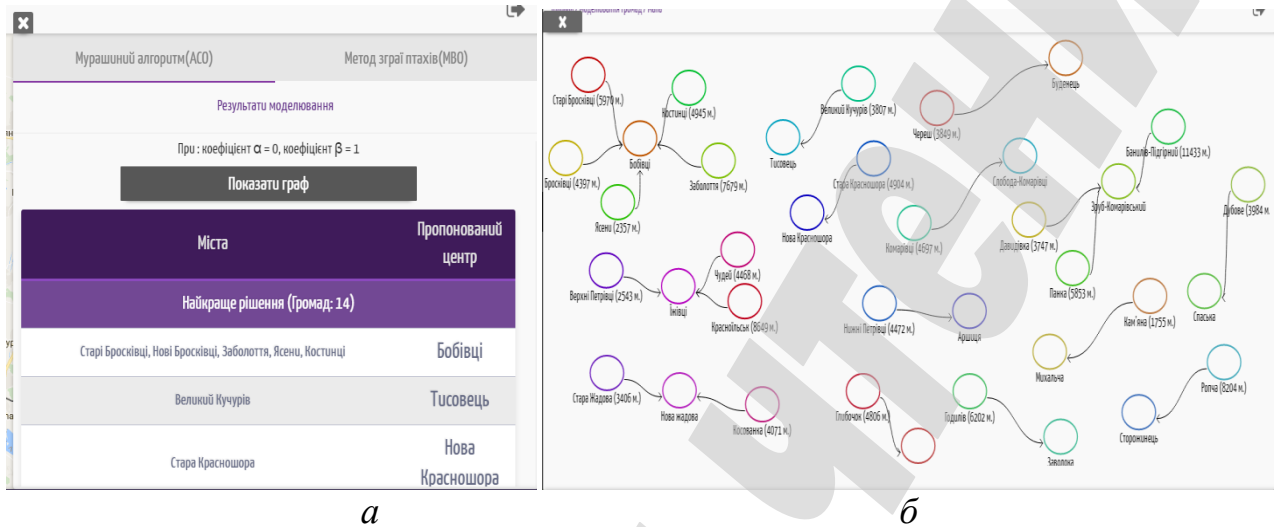 Мурашиний алгоритм(АСО)
Метод зграї птахів(МВО)
Результати моделювання
При : коефіцієнт α = 0, коефіцієнт β = 1
Показати граф
Міста
Пропонований
центр
Найкраще рішення (Громад: 14)
Старі Бросківці, Нові Бросківці, Заболоття, Ясени, Костинці
Бобівці
Великий Кучурів
Тисовець
Стара Красношора
Нова
Красношора
а
X
Буденець
Старі Бросківці (5970 м.)
Костинці (4945 м.)
Великий Кучурів (3807 м.)
Череш (3849 м.)
Банилів-Підгірний (11433 м.)
Бобівці
Тисовець
Бросківці (4397 м.)
Заболоття (7679 м.)
Стара Красношора (4904 м.)
Слобода-Комарівці
Зруб-Комарівський
Дубове (3984 м.
Ясени (2357 м.)
Нова Красношора
Комарівці (4697 м.)
Давидівка (3747 м.)
Чудей (4468 м.)
Верхні Петрівці (2543 м.)
Їжівці
Панка (5853 м.)
Красноїльськ (8649 м.)
Нижні Петрівці (4472 м.)
Аршиця
Кам'яна (1755 м.)
Спаська
Михальча
Ропча (8204 м.)
Стара Жадова (3406 м.)
Нова жадова
Косованка (4071 м.)
Глибочок (4806 м.)
Годилів (6202 м.)
Сторожинець
Заволока
б